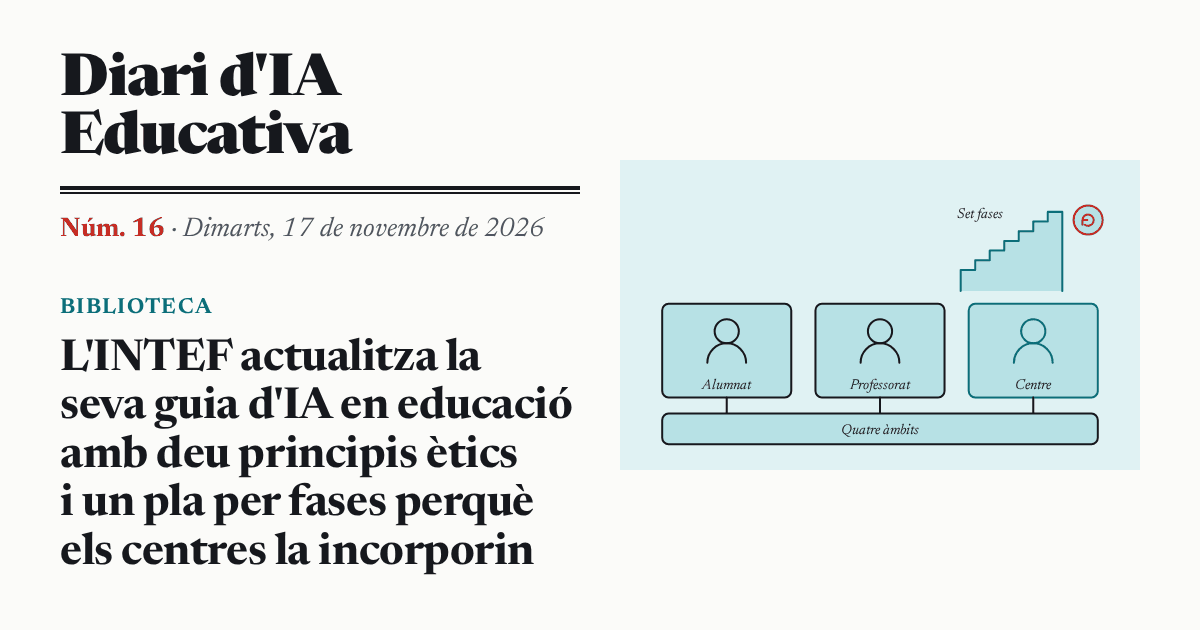 Diari d'IA
Educativa
Núm. 16 · Dimarts, 17 de novembre de 2026
BIBLIOTECA
L'INTEF actualitza la
seva guia d'IA en educació
amb deu principis ètics
i un pla per fases perquè
els centres la incorporin
Set fases
Alumnat
Professorat
Centre
Quatre àmbits